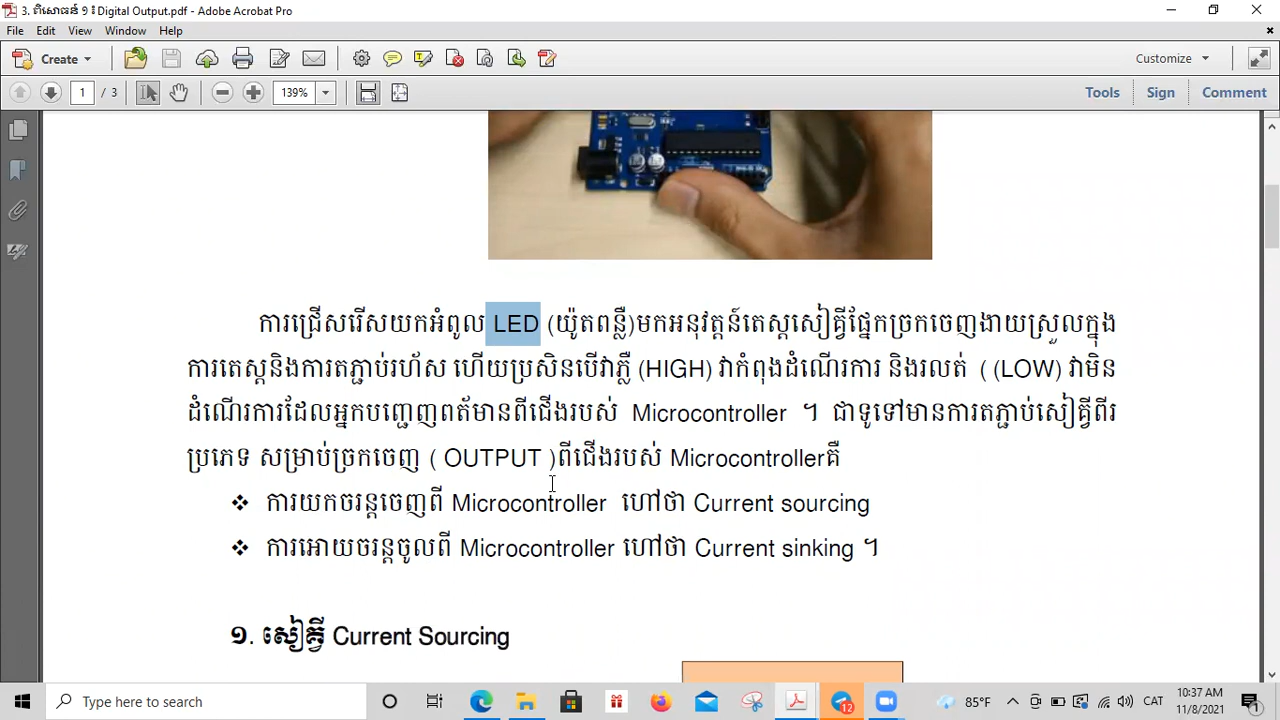 3. ពិសោធន៍ ១ ៖ Digital Output.pdf - Adobe Acrobat Pro
File Edit View Window Help
Create Customize
1 / 3 139% Tools Sign Comment
ការជ្រើសរើសយកអំពូល LED (យ៉ូតពន្លឺ)មកអនុវត្តន៍តេស្តសៀគ្វីផ្នែកច្រកចេញងាយស្រួលក្នុង
ការតេស្តនិងការតភ្ជាប់រហ័ស ហើយប្រសិនបើវាភ្លឺ (HIGH) វាកំពុងដំណើរការ និងរលត់ ( (LOW) វាមិន
ដំណើរការដែលអ្នកបញ្ចេញពត័មានពីជើងរបស់ Microcontroller ។ ជាទូទៅមានការតភ្ជាប់សៀគ្វីពីរ
ប្រភេទ សម្រាប់ច្រកចេញ ( OUTPUT )ពីជើងរបស់ Microcontrollerគឺ
❖ ការយកចរន្តចេញពី Microcontroller ហៅថា Current sourcing
❖ ការអោយចរន្តចូលពី Microcontroller ហៅថា Current sinking ។
១. សៀគ្វី Current Sourcing
Type here to search 12 85°F CAT 10:37 AM
11/8/2021 1